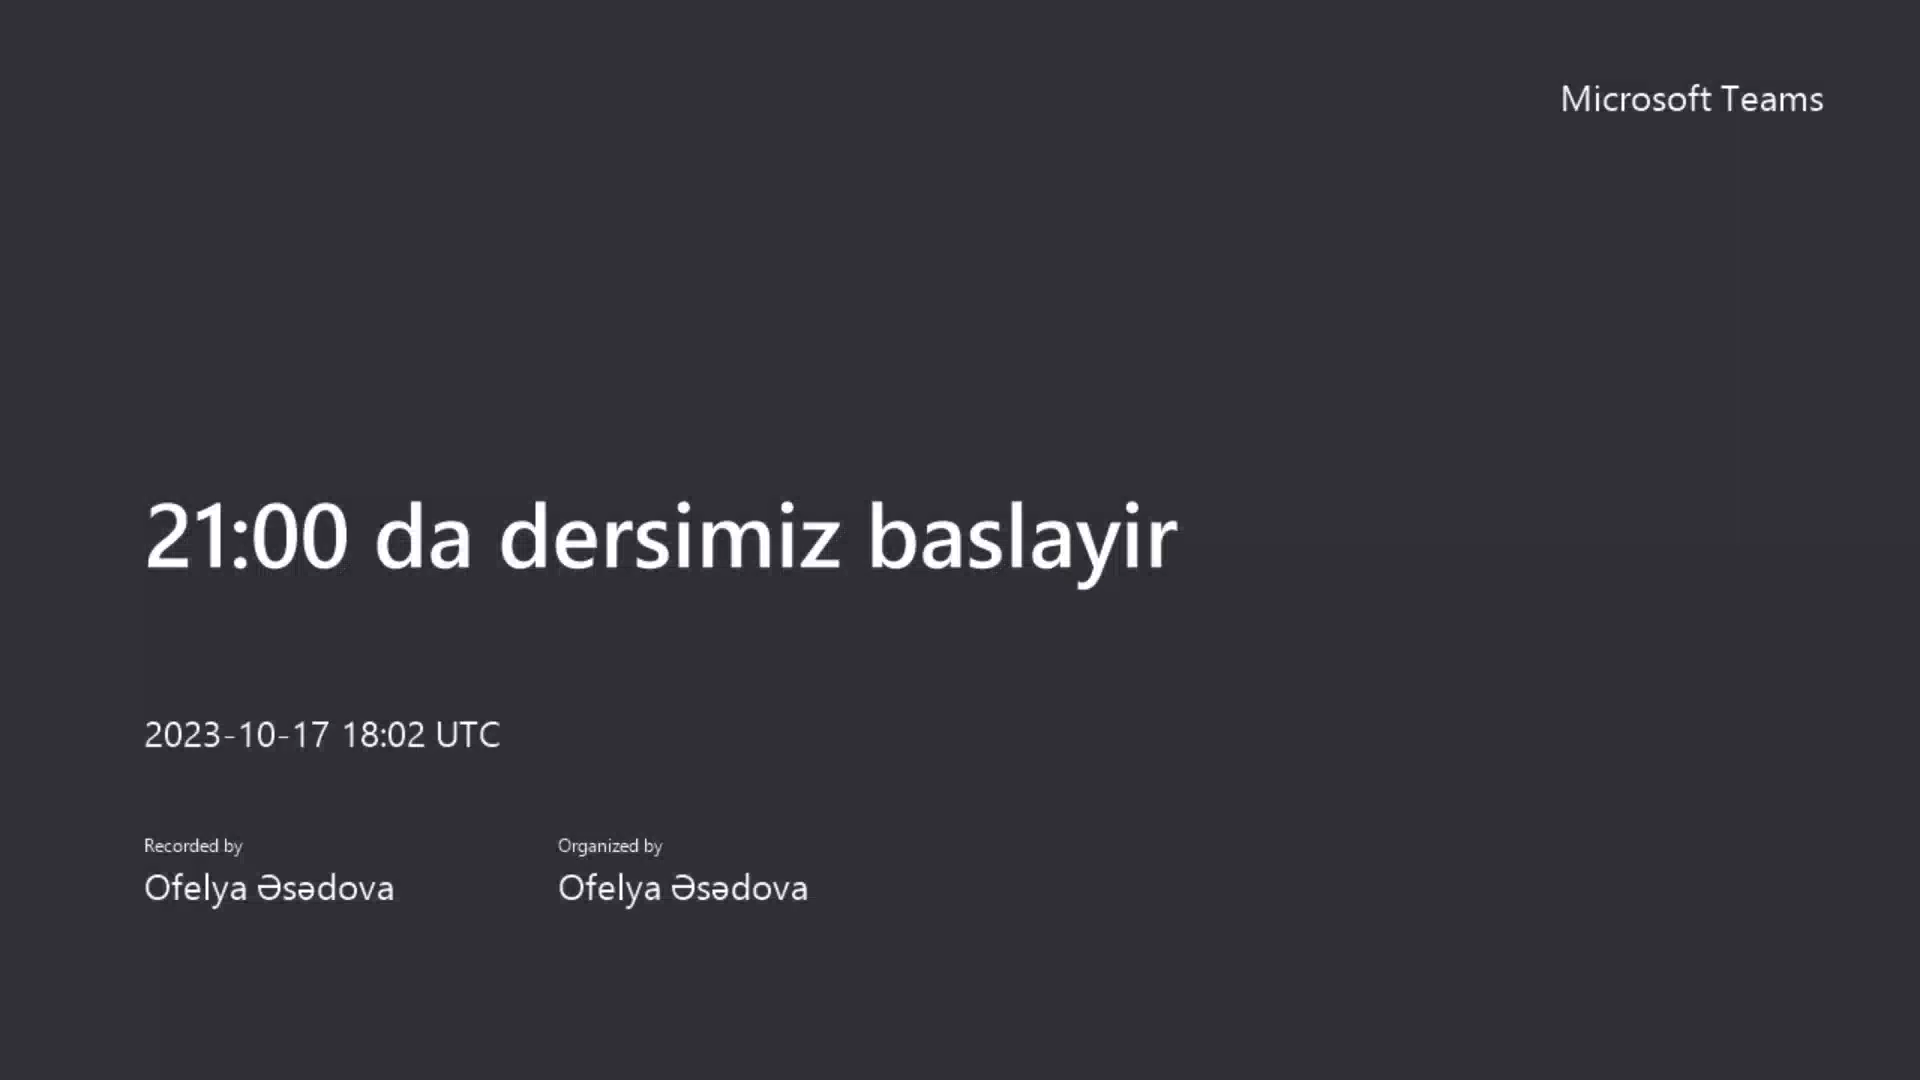 Microsoft Teams
21:00 da dersimiz baslayir
2023-10-17 18:02 UTC
Recorded by
Ofelya Əsədova
Organized by
Ofelya Əsədova